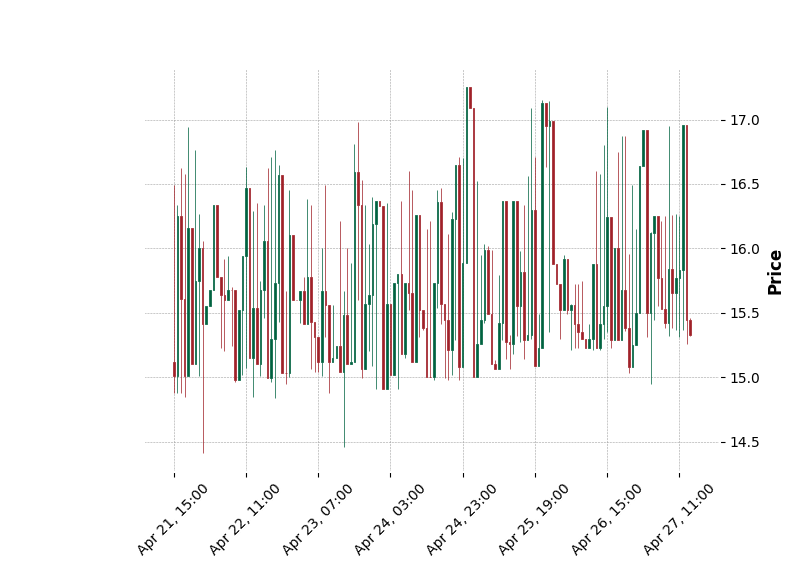 17.0
16.5
16.0
15.5
15.0
14.5
Price
Apr 21, 15:00
Apr 22, 11:00
Apr 23, 07:00
Apr 24, 03:00
Apr 24, 23:00
Apr 25, 19:00
Apr 26, 15:00
Apr 27, 11:00